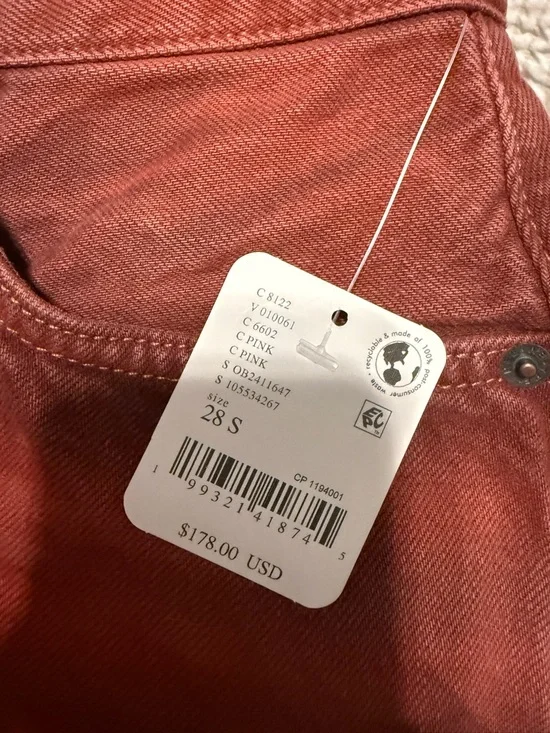 C 8122
V 010061
C 6602
C PINK
C PINK
S OB2411647
S 105534267
size
28 S
recyclable & made of 100% post-consumer waste •
EPC
CP 1194001
1 99321 41874 5
$178.00 USD